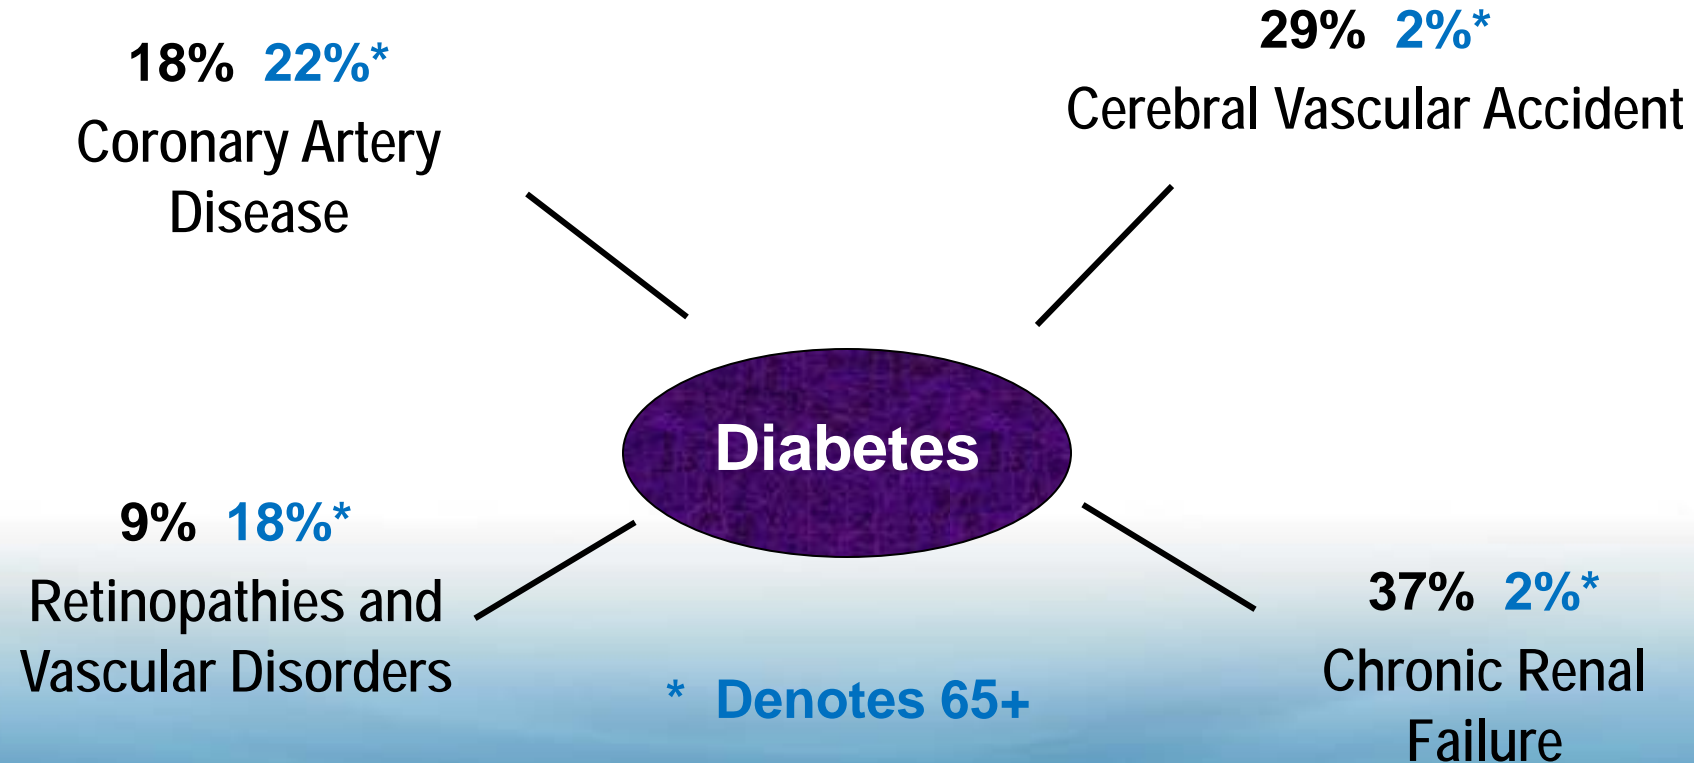 18% 22%*
Coronary Artery
Disease
29% 2%*
Cerebral Vascular Accident
Diabetes
9% 18%*
Retinopathies and
Vascular Disorders
37% 2%*
Chronic Renal
Failure
* Denotes 65+